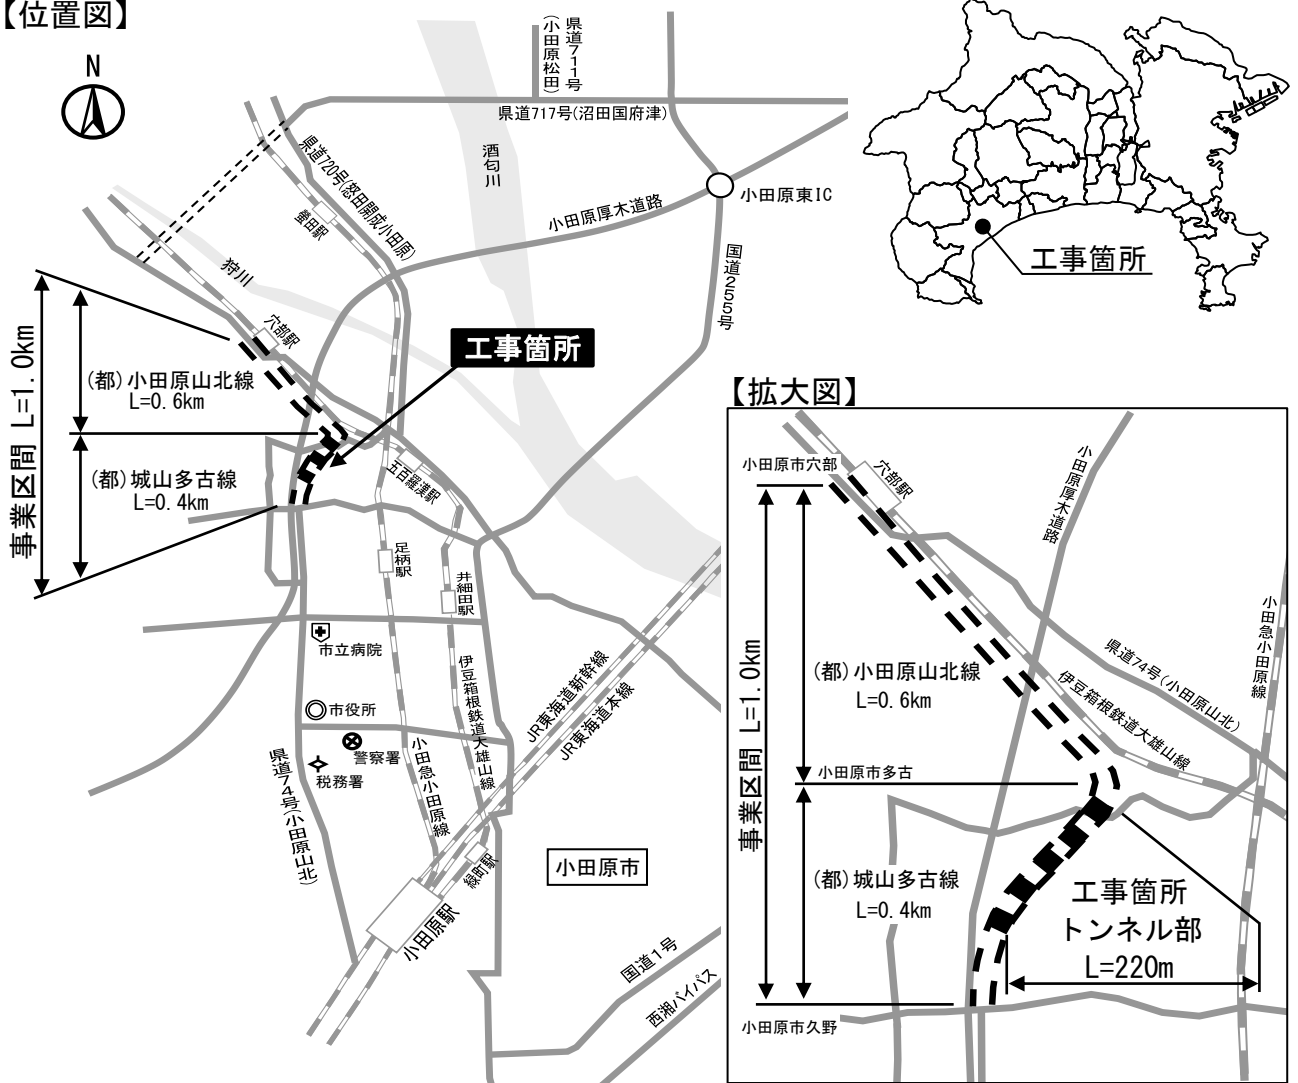 【位置図】
N
県道711号
(小田原松田)
県道717号(沼田国府津)
酒匂川
県道720号(怒田開成小田原)
螢田駅
小田原厚木道路
小田原東IC
国道255号
狩川
穴部駅
工事箇所
事業区間 L=1.0km
(都)小田原山北線
L=0.6km
(都)城山多古線
L=0.4km
五百羅漢駅
足柄駅
井細田駅
市立病院
市役所
警察署
税務署
県道74号(小田原山北)
小田急小田原線
伊豆箱根鉄道大雄山線
JR東海道新幹線
JR東海道本線
緑町駅
小田原駅
小田原市
国道1号
西湘バイパス
工事箇所
【拡大図】
小田原市穴部
穴部駅
小田原厚木道路
小田急小田原線
県道74号(小田原山北)
伊豆箱根鉄道大雄山線
事業区間 L=1.0km
(都)小田原山北線
L=0.6km
小田原市多古
(都)城山多古線
L=0.4km
工事箇所
トンネル部
L=220m
小田原市久野